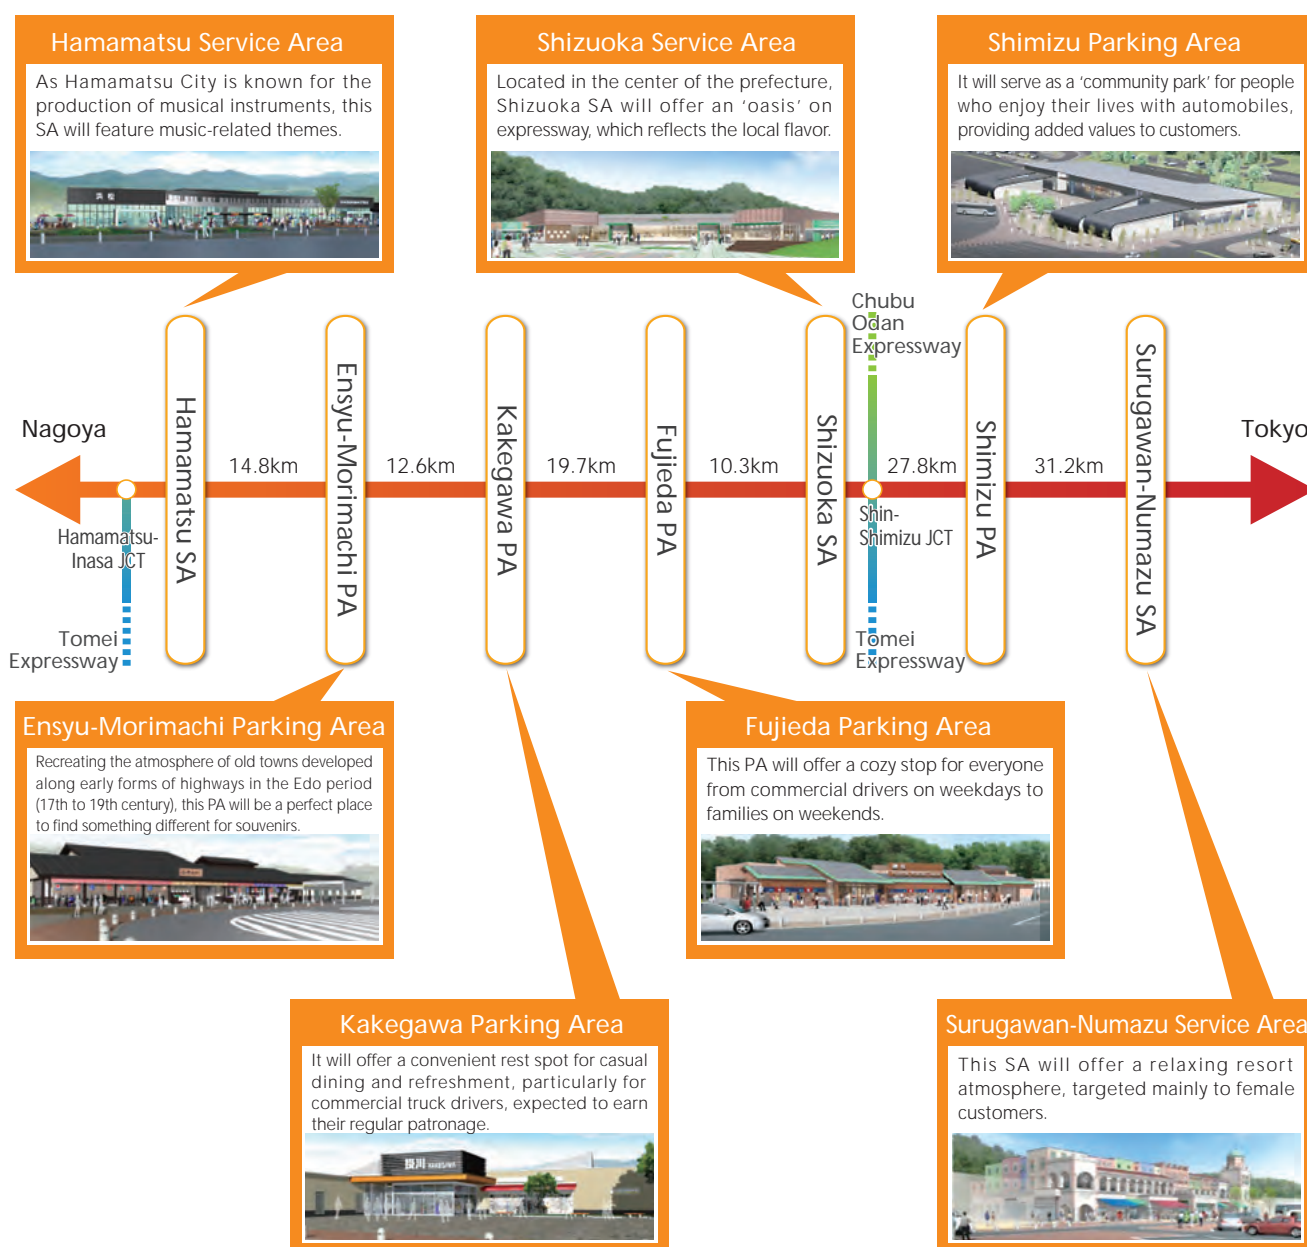 Hamamatsu Service Area
As Hamamatsu City is known for the
production of musical instruments, this
SA will feature music-related themes.
浜松
Shizuoka Service Area
Located in the center of the prefecture,
Shizuoka SA will offer an ‘oasis’ on
expressway, which reflects the local flavor.
Shimizu Parking Area
It will serve as a ‘community park’ for people
who enjoy their lives with automobiles,
providing added values to customers.
Chubu
Odan
Expressway
Nagoya
Tokyo
Hamamatsu SA
14.8km
Ensyu-Morimachi PA
12.6km
Kakegawa PA
19.7km
Fujieda PA
10.3km
Shizuoka SA
27.8km
Shimizu PA
31.2km
Surugawan-Numazu SA
Hamamatsu-
Inasa JCT
Shin-
Shimizu JCT
Tomei
Expressway
Tomei
Expressway
Ensyu-Morimachi Parking Area
Recreating the atmosphere of old towns developed
along early forms of highways in the Edo period
(17th to 19th century), this PA will be a perfect place
to find something different for souvenirs.
Fujieda Parking Area
This PA will offer a cozy stop for everyone
from commercial drivers on weekdays to
families on weekends.
Kakegawa Parking Area
It will offer a convenient rest spot for casual
dining and refreshment, particularly for
commercial truck drivers, expected to earn
their regular patronage.
掛川 KAKEGAWA
Surugawan-Numazu Service Area
This SA will offer a relaxing resort
atmosphere, targeted mainly to female
customers.